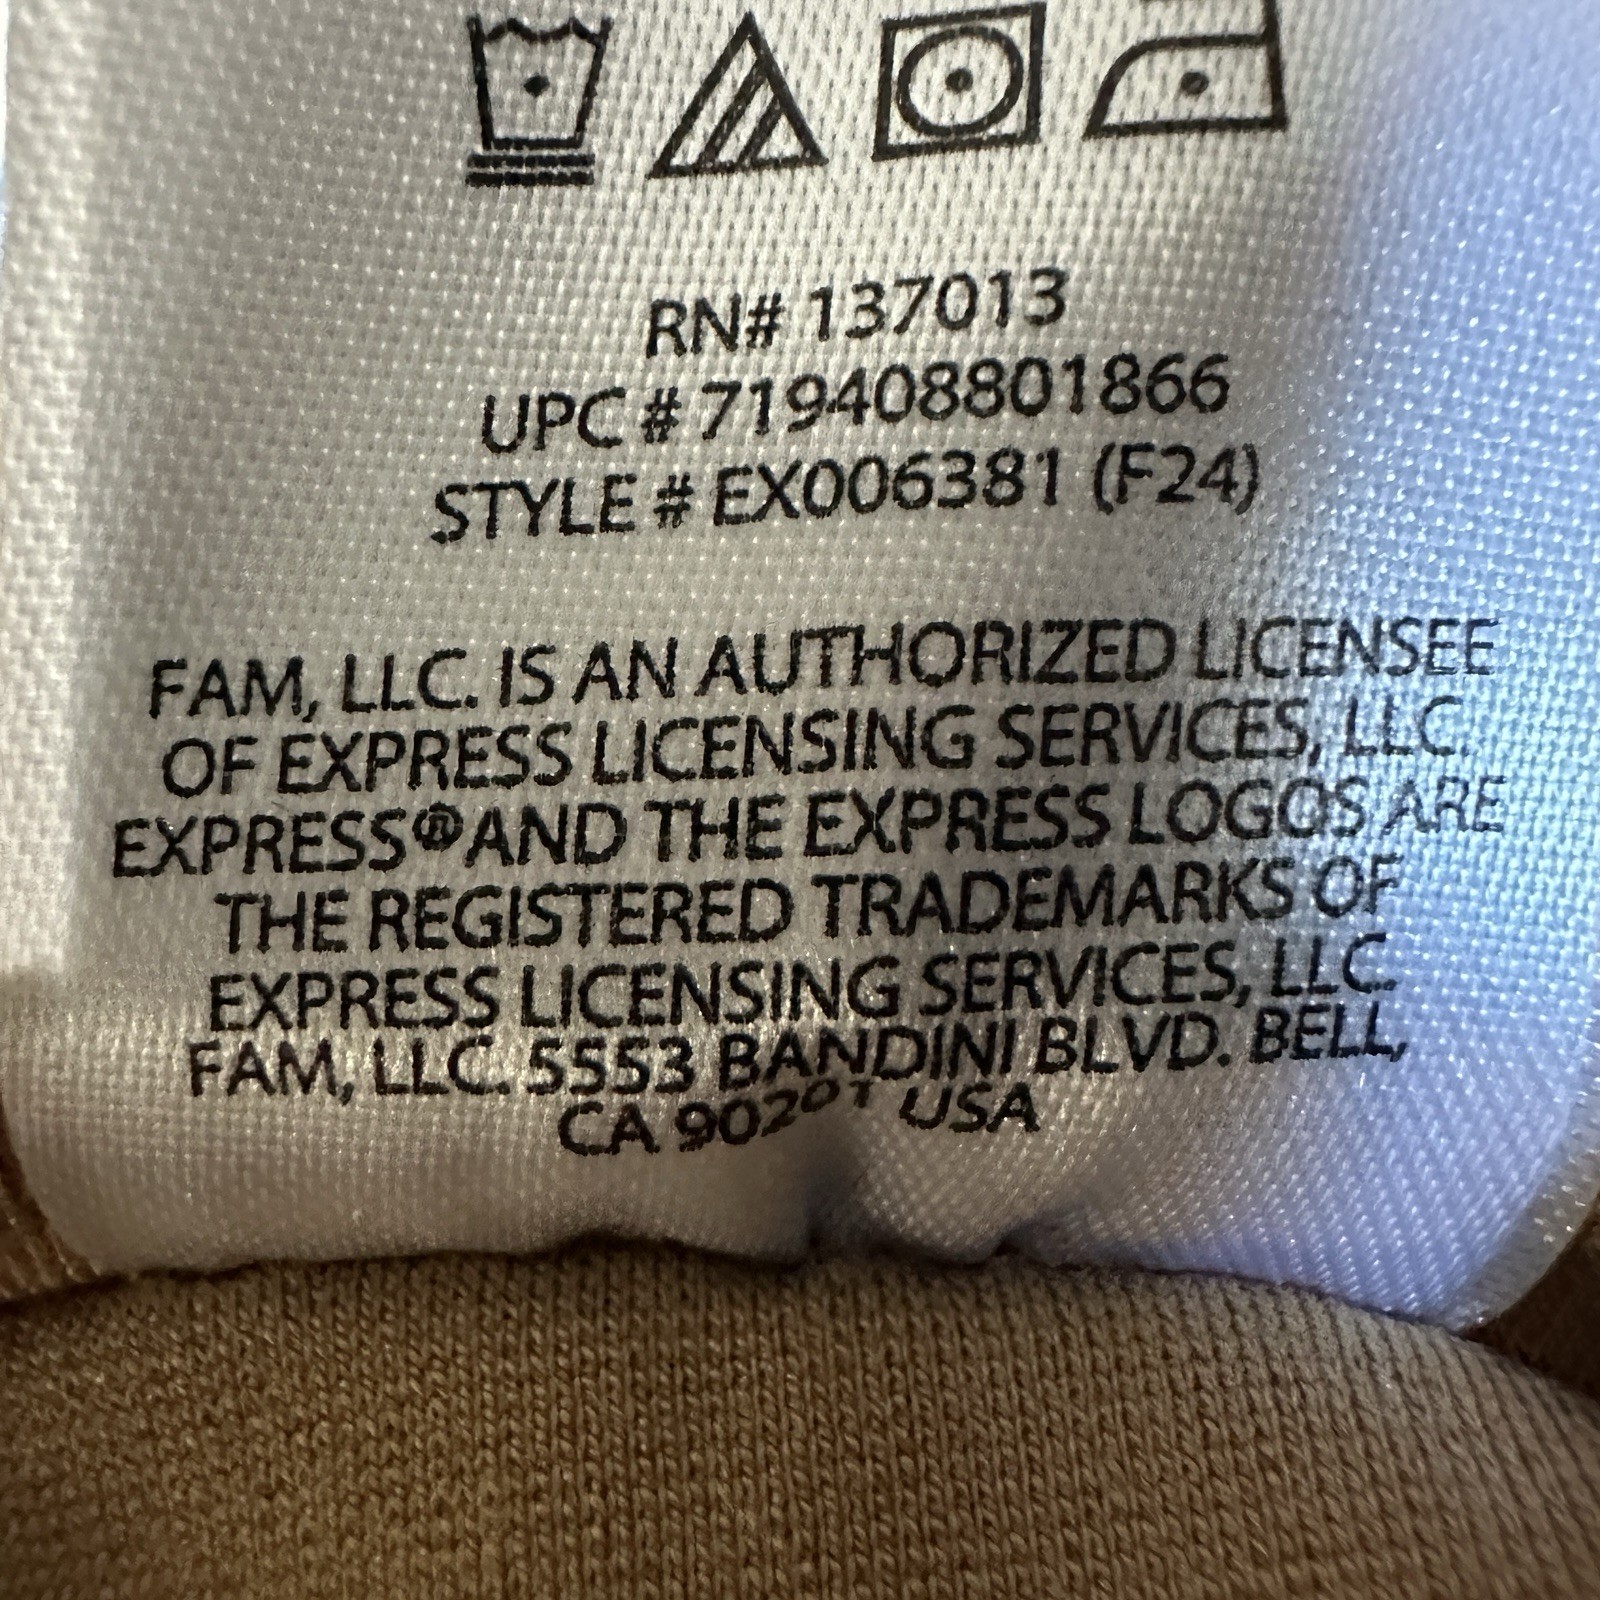 RN# 137013
UPC # 719408801866
STYLE # EX006381 (F24)
FAM, LLC. IS AN AUTHORIZED LICENSEE
OF EXPRESS LICENSING SERVICES, LLC.
EXPRESS® AND THE EXPRESS LOGOS ARE
THE REGISTERED TRADEMARKS OF
EXPRESS LICENSING SERVICES, LLC.
FAM, LLC. 5553 BANDINI BLVD. BELL,
CA 90201 USA